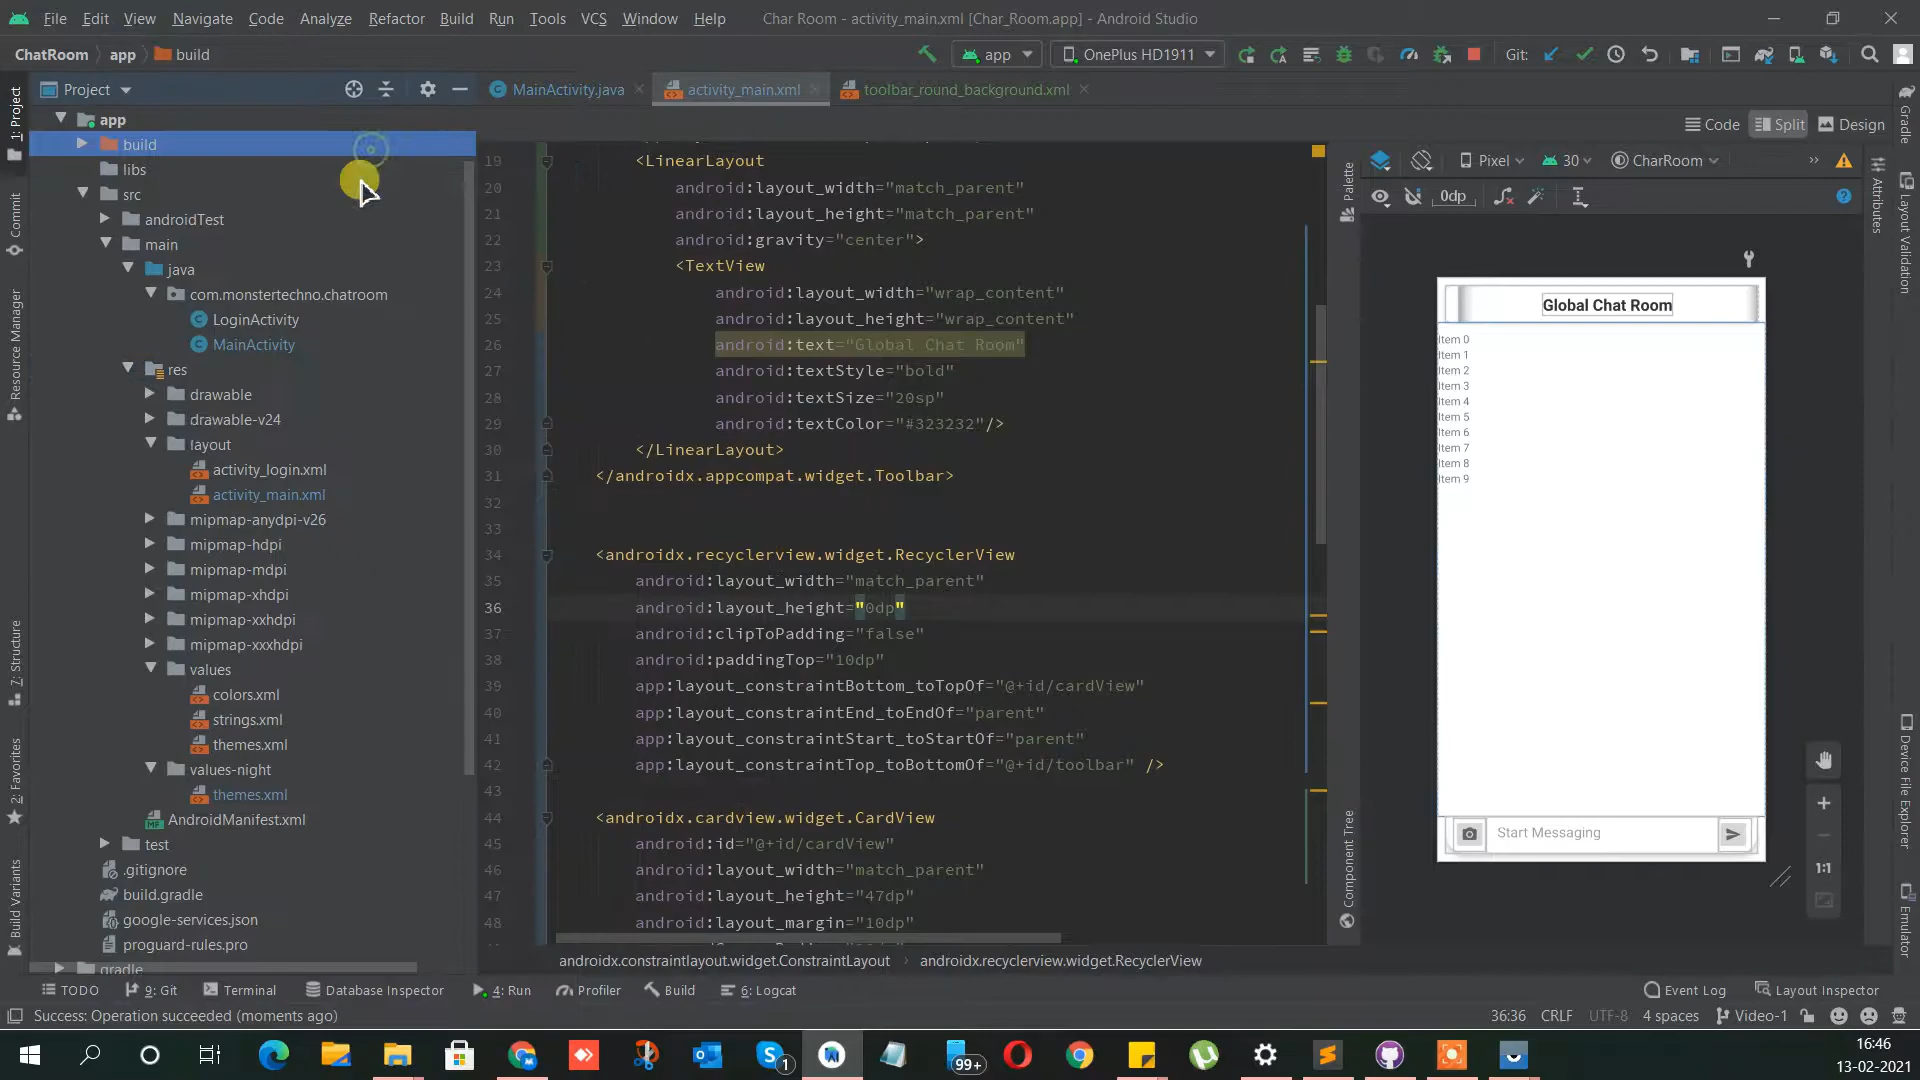 File Edit View Navigate Code Analyze Refactor Build Run Tools VCS Window Help Char Room - activity_main.xml [Char_Room.app] - Android Studio
ChatRoom app build app OnePlus HD1911 Git:
Project MainActivity.java activity_main.xml toolbar_round_background.xml
Code Split Design
1: Project
Commit
Resource Manager
7: Structure
2: Favorites
Build Variants
app
build
libs
src
androidTest
main
java
com.monstertechno.chatroom
LoginActivity
MainActivity
res
drawable
drawable-v24
layout
activity_login.xml
activity_main.xml
mipmap-anydpi-v26
mipmap-hdpi
mipmap-mdpi
mipmap-xhdpi
mipmap-xxhdpi
mipmap-xxxhdpi
values
colors.xml
strings.xml
themes.xml
values-night
themes.xml
AndroidManifest.xml
test
.gitignore
build.gradle
google-services.json
proguard-rules.pro
gradle
19 <LinearLayout
20 android:layout_width="match_parent"
21 android:layout_height="match_parent"
22 android:gravity="center">
23 <TextView
24 android:layout_width="wrap_content"
25 android:layout_height="wrap_content"
26 android:text="Global Chat Room"
27 android:textStyle="bold"
28 android:textSize="20sp"
29 android:textColor="#323232"/>
30 </LinearLayout>
31 </androidx.appcompat.widget.Toolbar>
32
33
34 <androidx.recyclerview.widget.RecyclerView
35 android:layout_width="match_parent"
36 android:layout_height="0dp"
37 android:clipToPadding="false"
38 android:paddingTop="10dp"
39 app:layout_constraintBottom_toTopOf="@+id/cardView"
40 app:layout_constraintEnd_toEndOf="parent"
41 app:layout_constraintStart_toStartOf="parent"
42 app:layout_constraintTop_toBottomOf="@+id/toolbar" />
43
44 <androidx.cardview.widget.CardView
45 android:id="@+id/cardView"
46 android:layout_width="match_parent"
47 android:layout_height="47dp"
48 android:layout_margin="10dp"
androidx.constraintlayout.widget.ConstraintLayout › androidx.recyclerview.widget.RecyclerView
Palette
Component Tree
Pixel 30 CharRoom »
0dp
Global Chat Room
Item 0
Item 1
Item 2
Item 3
Item 4
Item 5
Item 6
Item 7
Item 8
Item 9
Start Messaging
1:1
Attributes
Gradle
Layout Validation
Device File Explorer
Emulator
TODO 9: Git Terminal Database Inspector 4: Run Profiler Build 6: Logcat Event Log Layout Inspector
Success: Operation succeeded (moments ago) 36:36 CRLF UTF-8 4 spaces Video-1
1 99+
16:46
13-02-2021